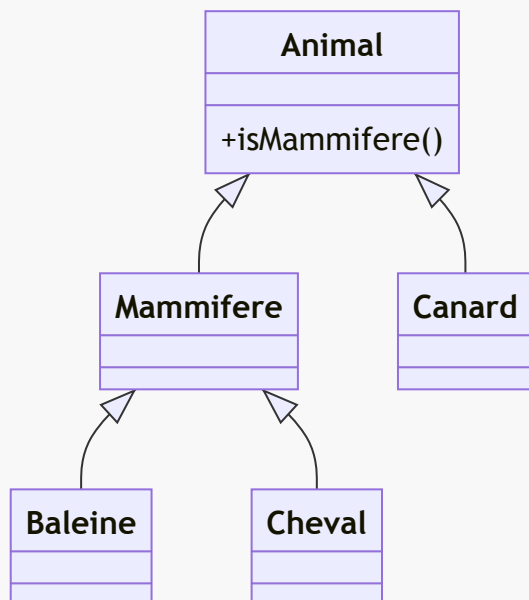 Animal
+isMammifere()
Mammifere
Canard
Baleine
Cheval